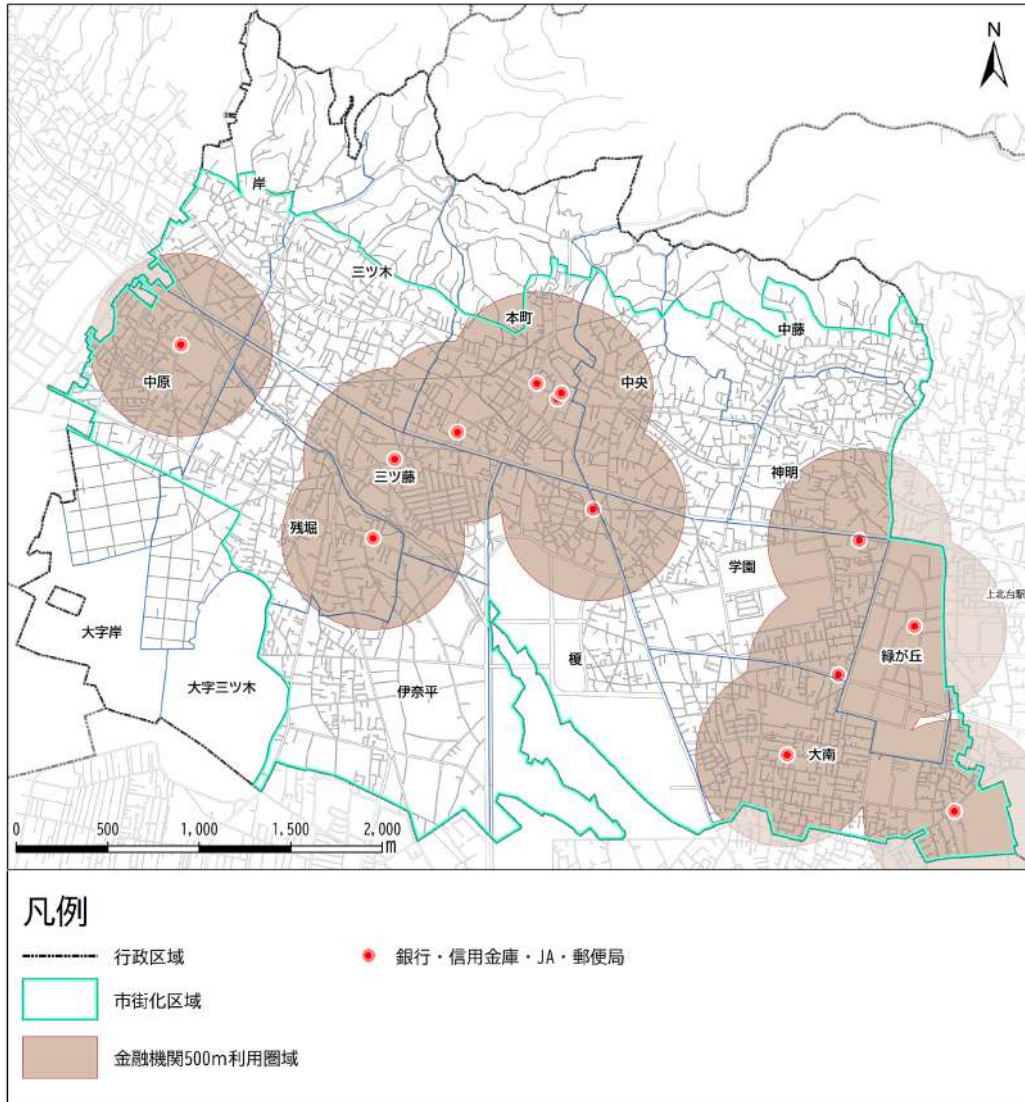 N
岸
三ツ木
本町
中藤
中原
中央
三ツ藤
神明
残堀
学園
上北台駅
大字岸
榎
緑が丘
大字三ツ木
伊奈平
大南
0 500 1,000 1,500 2,000
m
凡例
行政区域
銀行・信用金庫・JA・郵便局
市街化区域
金融機関500m利用圏域